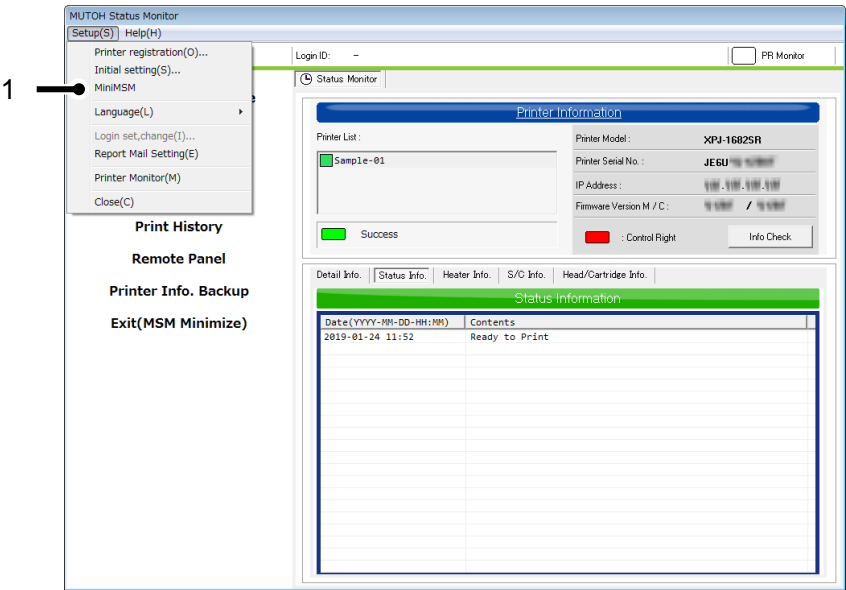 MUTOH Status Monitor
Setup(S) Help(H)
Printer registration(O)...
Initial setting(S)...
1
MiniMSM
Language(L)
Login set,change(I)...
Report Mail Setting(E)
Printer Monitor(M)
Close(C)
Print History
Remote Panel
Printer Info. Backup
Exit(MSM Minimize)
Login ID: –
PR Monitor
Status Monitor
Printer Information
Printer List :
Sample-01
Success
Printer Model : XPJ-1682SR
Printer Serial No. : JE6U
IP Address :
Firmware Version M / C : /
: Control Right
Info Check
Detail Info. Status Info. Heater Info. S/C Info. Head/Cartridge Info.
Status Information
Date(YYYY-MM-DD-HH:MM) Contents
2019-01-24 11:52 Ready to Print